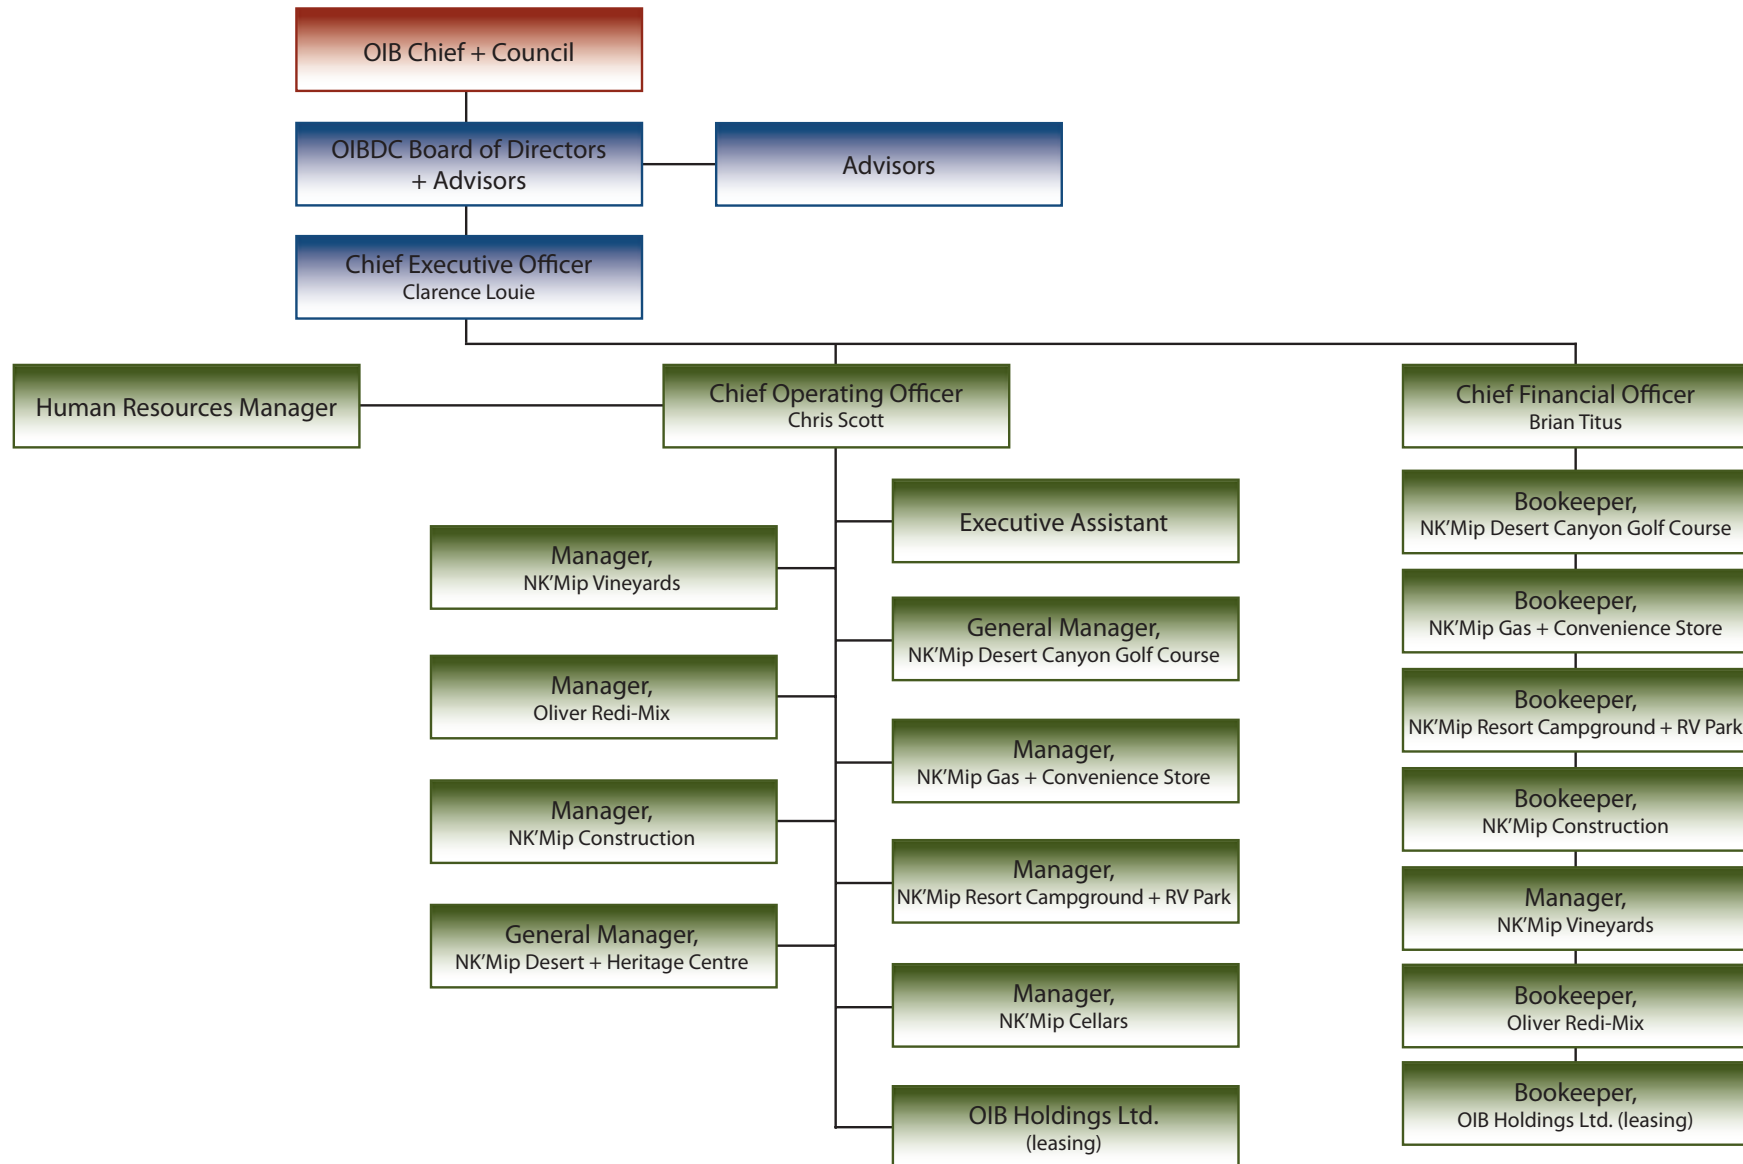 OIB Chief + Council
OIBDC Board of Directors
+ Advisors
Advisors
Chief Executive Officer
Clarence Louie
Human Resources Manager
Chief Operating Officer
Chris Scott
Chief Financial Officer
Brian Titus
Executive Assistant
Manager,
NK'Mip Vineyards
General Manager,
NK'Mip Desert Canyon Golf Course
Manager,
Oliver Redi-Mix
Manager,
NK'Mip Gas + Convenience Store
Manager,
NK'Mip Construction
Manager,
NK'Mip Resort Campground + RV Park
General Manager,
NK'Mip Desert + Heritage Centre
Manager,
NK'Mip Cellars
OIB Holdings Ltd.
(leasing)
Bookeeper,
NK'Mip Desert Canyon Golf Course
Bookeeper,
NK'Mip Gas + Convenience Store
Bookeeper,
NK'Mip Resort Campground + RV Park
Bookeeper,
NK'Mip Construction
Manager,
NK'Mip Vineyards
Bookeeper,
Oliver Redi-Mix
Bookeeper,
OIB Holdings Ltd. (leasing)